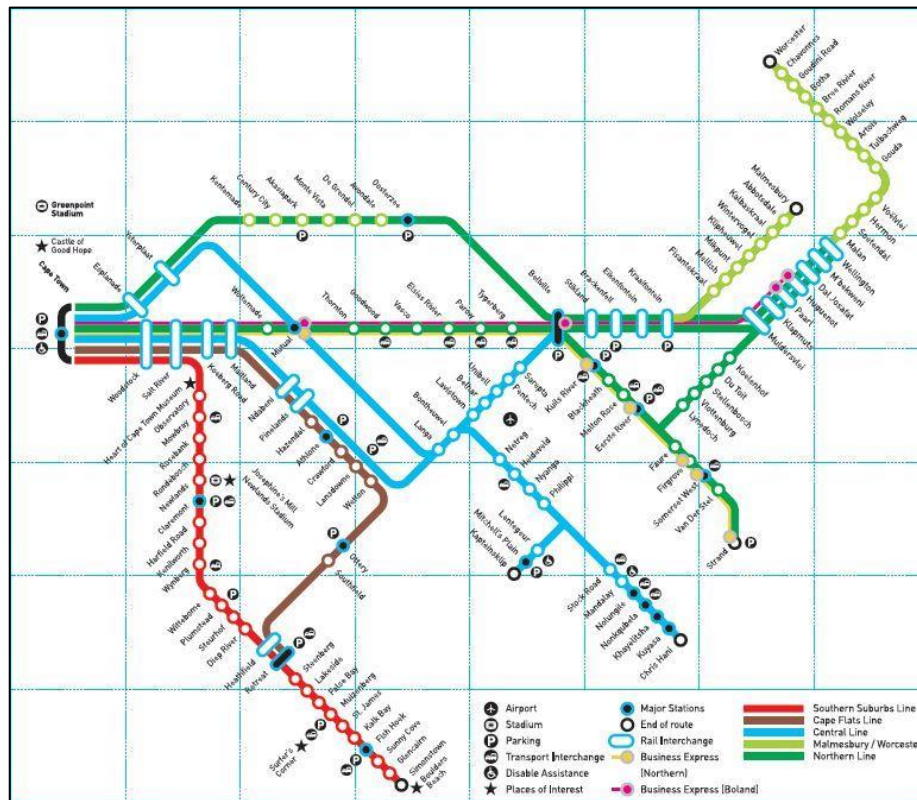 Worcester
Chavonnes
Goudini Road
Botha
Bree Rivier
Romans River
Wolseley
Artois
Tulbachweg
Gouda
Voëlvlei
Hermon
Soutendal
Malan
Wellington
M'bekweni
Dal Josafat
Huguenot
Paarl
Klapmuts
Muldersvlei
Malmesbury
Abbotsdale
Kalbaskraal
Wintervogel
Klipheuwel
Mikpunt
Mellish
Fisantekraal
Kentemade
Century City
Akasiapark
Monte Vista
De Grendel
Avondale
Oosterzee
Greenpoint
Stadium
Castle of
Good Hope
Cape Town
Esplanade
Ysterplaat
Woltemade
Mutual
Thornton
Goodwood
Vasco
Elsies River
Parow
Tygerberg
Bellville
Stikland
Brackenfell
Eikenfontein
Kraaifontein
Woodstock
Salt River
Koeberg Road
Maitland
Ndabeni
Pinelands
Hazendal
Athlone
Crawford
Lansdowne
Wetton
Ottery
Southfield
Heart of Cape Town Museum
Observatory
Mowbray
Rosebank
Rondebosch
Newlands
Claremont
Harfield Road
Kenilworth
Wynberg
Josephine's Mill
Newlands Stadium
Wittebome
Plumstead
Steurhof
Diep River
Heathfield
Retreat
Steenberg
Lakeside
False Bay
Muizenberg
St. James
Kalk Bay
Fish Hoek
Sunny Cove
Glencairn
Simonstown
Boulders
Beach
Surfer's
Corner
Bonteheuwel
Langa
Lavistown
Belhar
Unibell
Pentech
Sarepta
Netreg
Heideveld
Nyanga
Philippi
Lentegeur
Mitchell's Plain
Kapteinsklip
Stock Road
Mandalay
Nolungile
Nonkqubela
Khayelitsha
Kuyasa
Chris Hani
Kuils River
Blackheath
Melton Rose
Eerste River
Faure
Firgrove
Somerset West
Van Der Stel
Strand
Koelenhof
Du Toit
Stellenbosch
Vlottenburg
Lynedoch
Airport
Stadium
Parking
Transport Interchange
Disable Assistance
Places of Interest
Major Stations
End of route
Rail Interchange
Business Express
(Northern)
Business Express (Boland)
Southern Suburbs Line
Cape Flats Line
Central Line
Malmesbury / Worceste
Northern Line